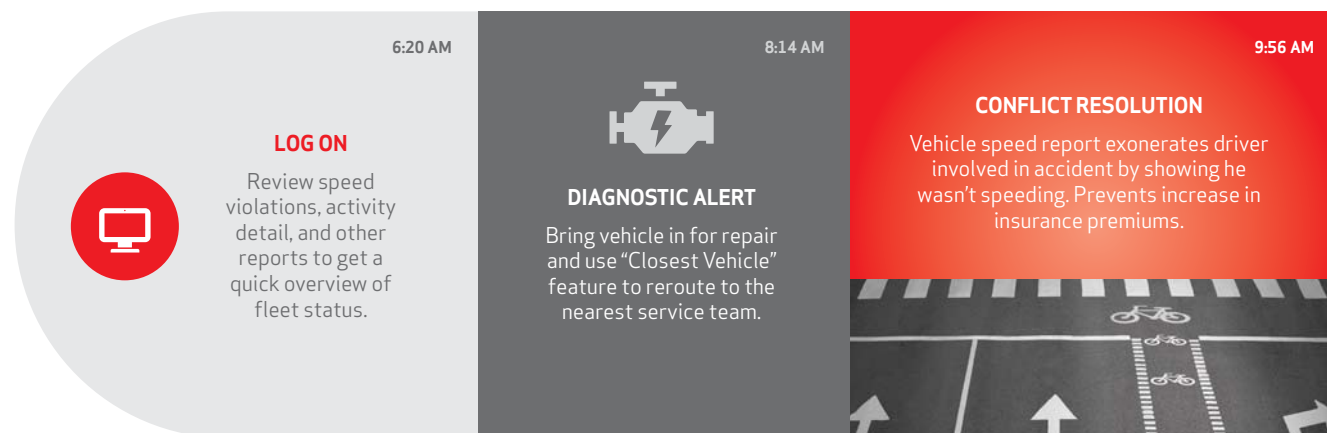 6:20 AM
LOG ON
Review speed
violations, activity
detail, and other
reports to get a
quick overview of
fleet status.
8:14 AM
DIAGNOSTIC ALERT
Bring vehicle in for repair
and use “Closest Vehicle”
feature to reroute to the
nearest service team.
9:56 AM
CONFLICT RESOLUTION
Vehicle speed report exonerates driver
involved in accident by showing he
wasn’t speeding. Prevents increase in
insurance premiums.